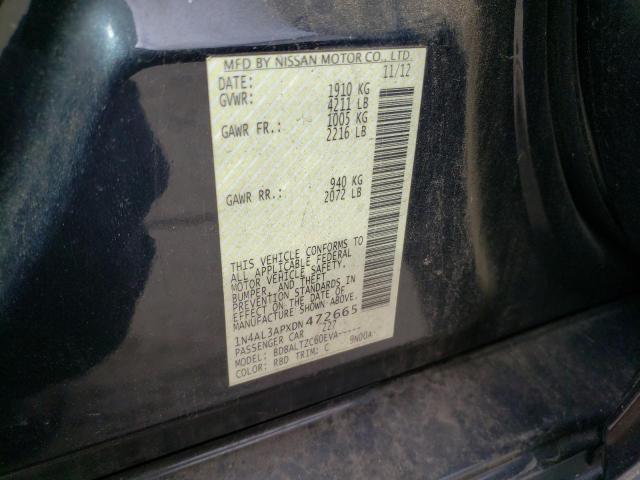 MFD BY NISSAN MOTOR CO., LTD.
DATE: 11/12
GVWR: 1910 KG
4211 LB
GAWR FR.: 1005 KG
2216 LB
GAWR RR.: 940 KG
2072 LB
THIS VEHICLE CONFORMS TO
ALL APPLICABLE FEDERAL
MOTOR VEHICLE SAFETY,
BUMPER, AND THEFT
PREVENTION STANDARDS IN
EFFECT ON THE DATE OF
MANUFACTURE SHOWN ABOVE.
1N4AL3APXDN472665
PASSENGER CAR 227
MODEL: BDBALTZC60EVA-----
COLOR: RBD TRIM: C 9N00A